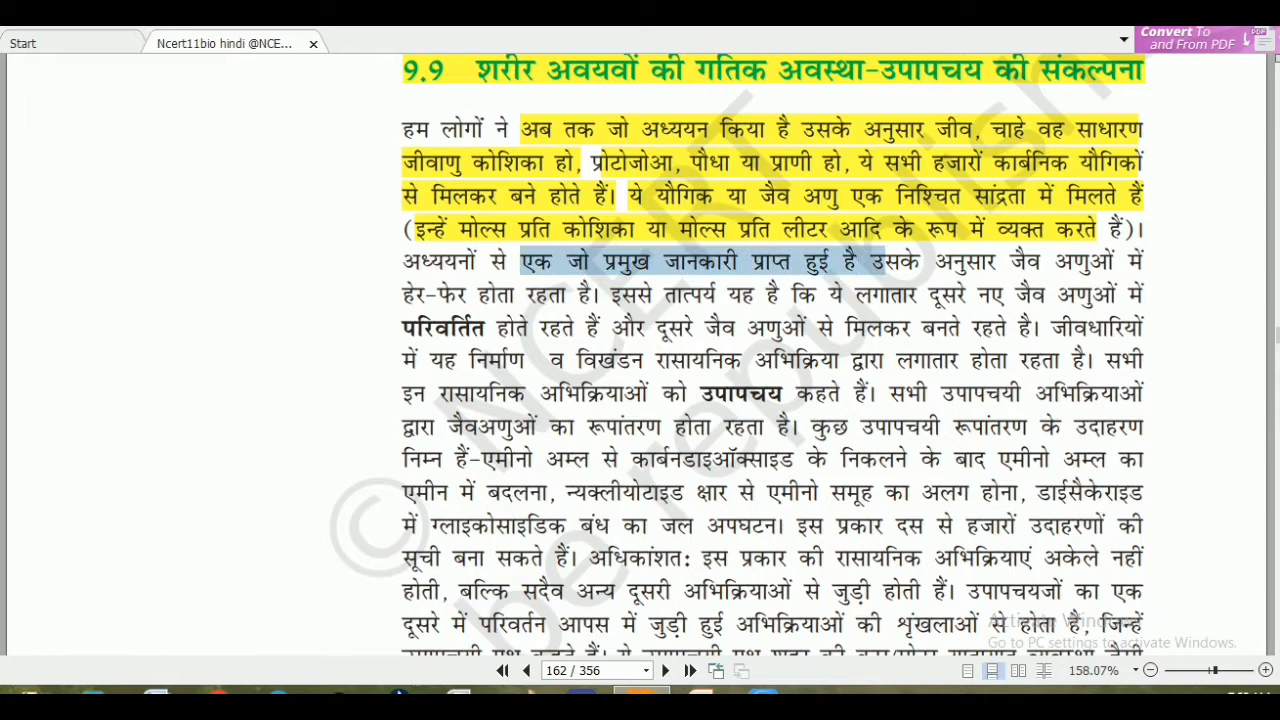 Start
Ncert11bio hindi @NCE... x
Convert To
and From PDF
PDF
9.9 शरीर अवयवों की गतिक अवस्था-उपापचय की संकल्पना
हम लोगों ने अब तक जो अध्ययन किया है उसके अनुसार जीव, चाहे वह साधारण
जीवाणु कोशिका हो, प्रोटोजोआ, पौधा या प्राणी हो, ये सभी हजारों कार्बनिक यौगिकों
से मिलकर बने होते हैं। ये यौगिक या जैव अणु एक निश्चित सांद्रता में मिलते हैं
(इन्हें मोल्स प्रति कोशिका या मोल्स प्रति लीटर आदि के रूप में व्यक्त करते हैं)।
अध्ययनों से एक जो प्रमुख जानकारी प्राप्त हुई है उसके अनुसार जैव अणुओं में
हेर-फेर होता रहता है। इससे तात्पर्य यह है कि ये लगातार दूसरे नए जैव अणुओं में
परिवर्तित होते रहते हैं और दूसरे जैव अणुओं से मिलकर बनते रहते है। जीवधारियों
में यह निर्माण व विखंडन रासायनिक अभिक्रिया द्वारा लगातार होता रहता है। सभी
इन रासायनिक अभिक्रियाओं को उपापचय कहते हैं। सभी उपापचयी अभिक्रियाओं
द्वारा जैवअणुओं का रूपांतरण होता रहता है। कुछ उपापचयी रूपांतरण के उदाहरण
निम्न हैं-एमीनो अम्ल से कार्बनडाइऑक्साइड के निकलने के बाद एमीनो अम्ल का
एमीन में बदलना, न्यक्लीयोटाइड क्षार से एमीनो समूह का अलग होना, डाईसैकेराइड
में ग्लाइकोसाइडिक बंध का जल अपघटन। इस प्रकार दस से हजारों उदाहरणों की
सूची बना सकते हैं। अधिकांशत: इस प्रकार की रासायनिक अभिक्रियाएं अकेले नहीं
होती, बल्कि सदैव अन्य दूसरी अभिक्रियाओं से जुड़ी होती हैं। उपापचयजों का एक
दूसरे में परिवर्तन आपस में जुड़ी हुई अभिक्रियाओं की शृंखलाओं से होता है, जिन्हें
© NCERT
be republished
Activate Windows
Go to PC settings to activate Windows.
162 / 356
158.07%